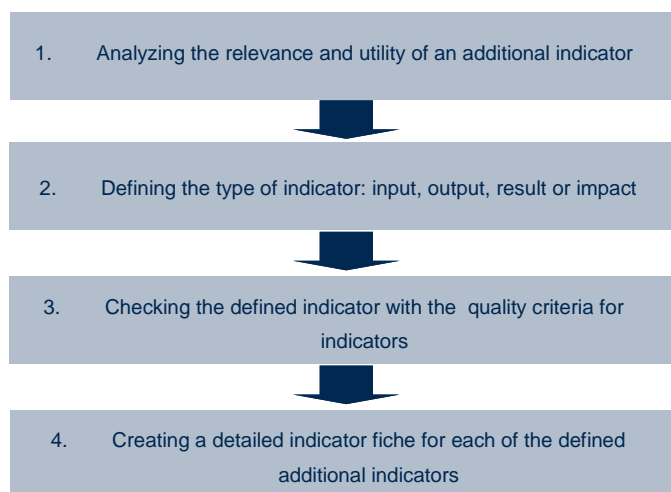 1. Analyzing the relevance and utility of an additional indicator
2. Defining the type of indicator: input, output, result or impact
3. Checking the defined indicator with the quality criteria for
indicators
4. Creating a detailed indicator fiche for each of the defined
additional indicators